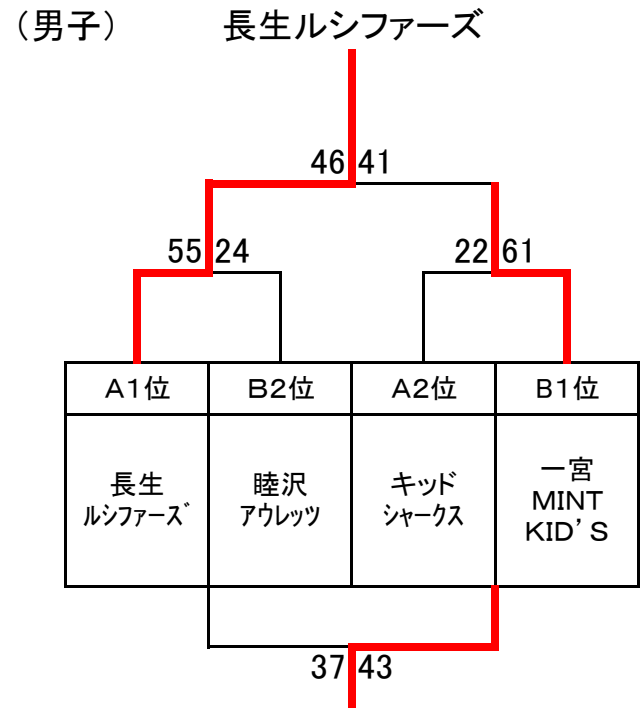 （男子） 長生ルシファーズ
46 41
55 24 22 61
A1位 B2位 A2位 B1位
長生
ルシファーズ
睦沢
アウレッツ
キッド
シャークス
一宮
MINT
KID'S
37 43